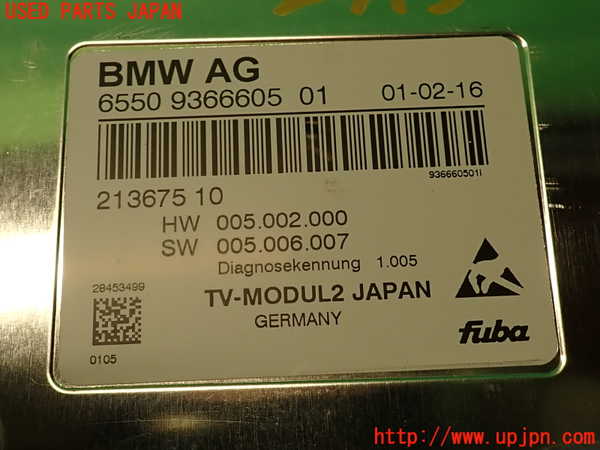 USED PARTS JAPAN
BMW AG
6550 9366605 01 01-02-16
936660501I
213675 10
HW 005.002.000
SW 005.006.007
Diagnosekennung 1.005
28453499
TV-MODUL2 JAPAN
GERMANY
0105
fuba
http://www.upjpn.com